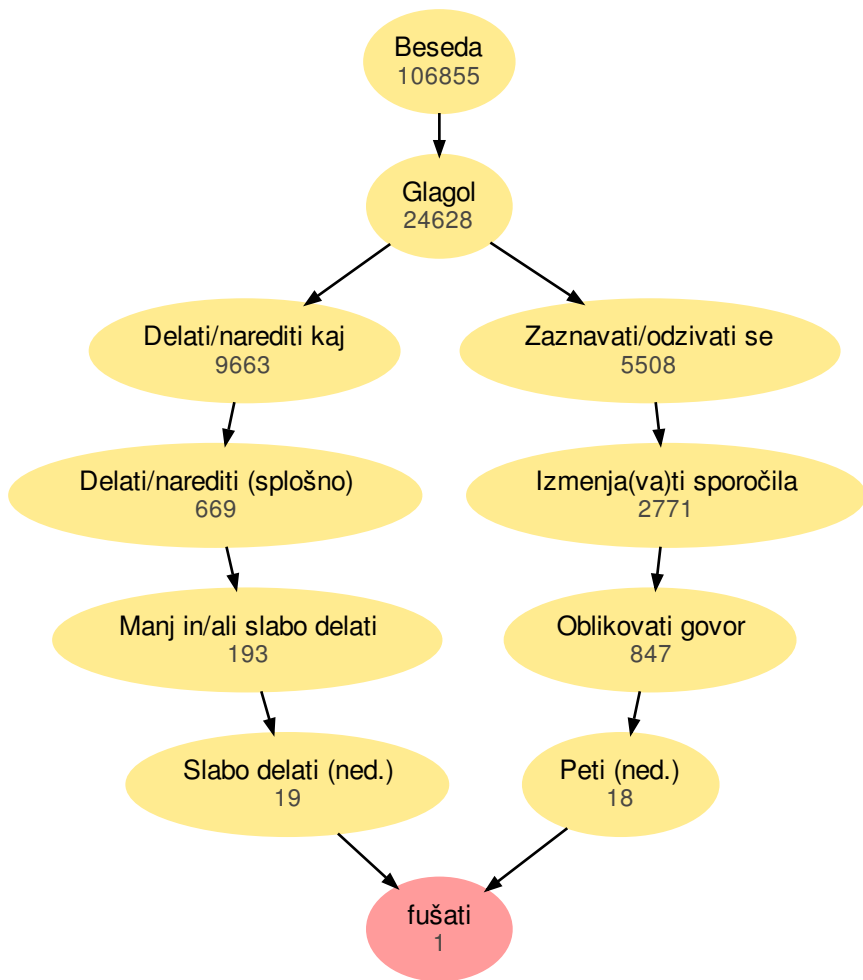 Beseda
106855
Glagol
24628
Delati/narediti kaj
9663
Zaznavati/odzivati se
5508
Delati/narediti (splošno)
669
Izmenja(va)ti sporočila
2771
Manj in/ali slabo delati
193
Oblikovati govor
847
Slabo delati (ned.)
19
Peti (ned.)
18
fušati
1